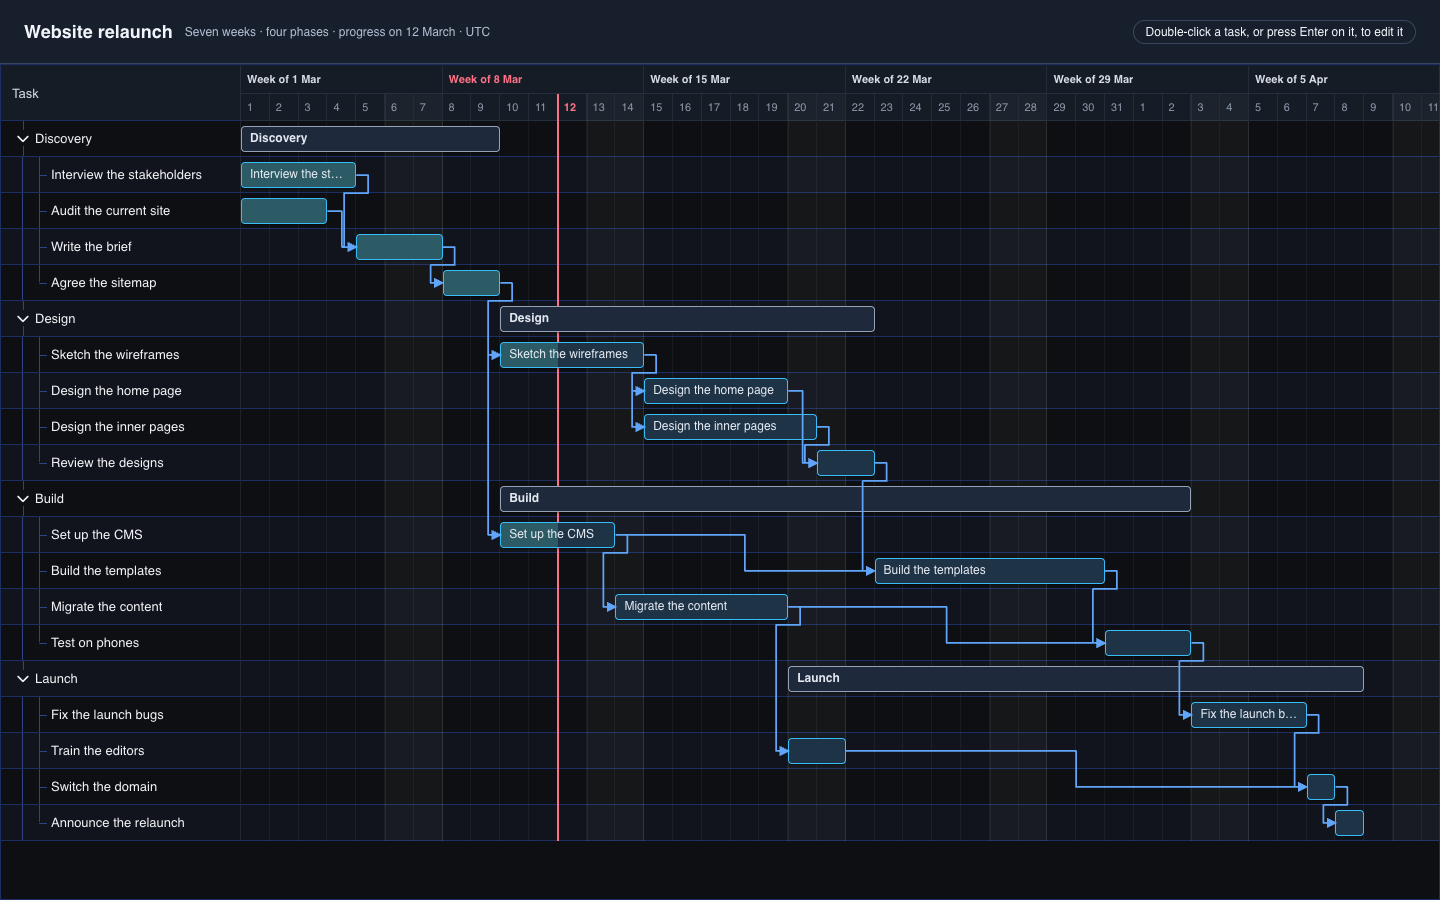 Website relaunch
Seven weeks · four phases · progress on 12 March · UTC
Double-click a task, or press Enter on it, to edit it
Task
Week of 1 Mar
Week of 8 Mar
Week of 15 Mar
Week of 22 Mar
Week of 29 Mar
Week of 5 Apr
1 2 3 4 5 6 7 8 9 10 11 12 13 14 15 16 17 18 19 20 21 22 23 24 25 26 27 28 29 30 31 1 2 3 4 5 6 7 8 9 10 11
Discovery
Discovery
Interview the stakeholders
Interview the st…
Audit the current site
Write the brief
Agree the sitemap
Design
Design
Sketch the wireframes
Sketch the wireframes
Design the home page
Design the home page
Design the inner pages
Design the inner pages
Review the designs
Build
Build
Set up the CMS
Set up the CMS
Build the templates
Build the templates
Migrate the content
Migrate the content
Test on phones
Launch
Launch
Fix the launch bugs
Fix the launch b…
Train the editors
Switch the domain
Announce the relaunch